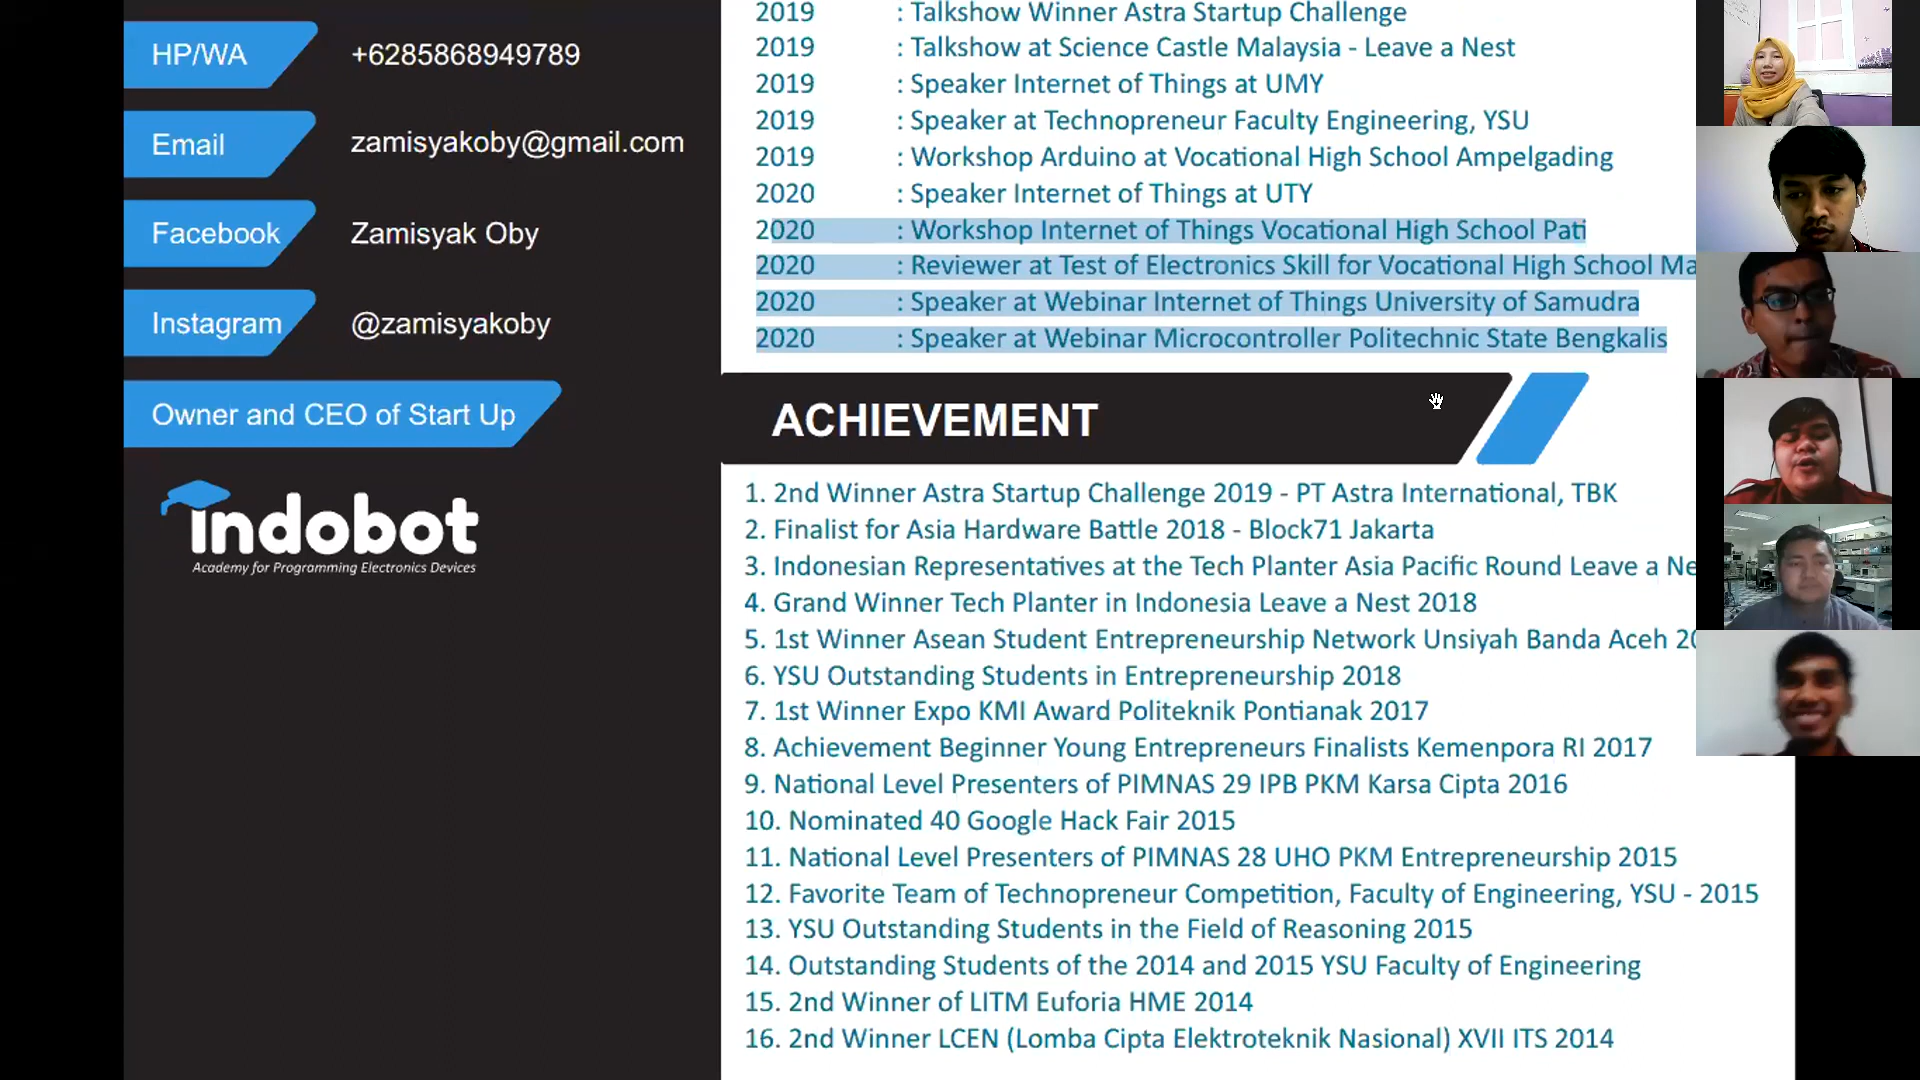 HP/WA
+6285868949789
Email
zamisyakoby@gmail.com
Facebook
Zamisyak Oby
Instagram
@zamisyakoby
Owner and CEO of Start Up
indobot
Academy for Programming Electronics Devices
2019 : Talkshow Winner Astra Startup Challenge
2019 : Talkshow at Science Castle Malaysia - Leave a Nest
2019 : Speaker Internet of Things at UMY
2019 : Speaker at Technopreneur Faculty Engineering, YSU
2019 : Workshop Arduino at Vocational High School Ampelgading
2020 : Speaker Internet of Things at UTY
2020 : Workshop Internet of Things Vocational High School Pati
2020 : Reviewer at Test of Electronics Skill for Vocational High School
2020 : Speaker at Webinar Internet of Things University of Samudra
2020 : Speaker at Webinar Microcontroller Politechnic State Bengkalis
ACHIEVEMENT
1. 2nd Winner Astra Startup Challenge 2019 - PT Astra International, TBK
2. Finalist for Asia Hardware Battle 2018 - Block71 Jakarta
3. Indonesian Representatives at the Tech Planter Asia Pacific Round Leave a
4. Grand Winner Tech Planter in Indonesia Leave a Nest 2018
5. 1st Winner Asean Student Entrepreneurship Network Unsiyah Banda Aceh
6. YSU Outstanding Students in Entrepreneurship 2018
7. 1st Winner Expo KMI Award Politeknik Pontianak 2017
8. Achievement Beginner Young Entrepreneurs Finalists Kemenpora RI 2017
9. National Level Presenters of PIMNAS 29 IPB PKM Karsa Cipta 2016
10. Nominated 40 Google Hack Fair 2015
11. National Level Presenters of PIMNAS 28 UHO PKM Entrepreneurship 2015
12. Favorite Team of Technopreneur Competition, Faculty of Engineering, YSU - 2015
13. YSU Outstanding Students in the Field of Reasoning 2015
14. Outstanding Students of the 2014 and 2015 YSU Faculty of Engineering
15. 2nd Winner of LITM Euforia HME 2014
16. 2nd Winner LCEN (Lomba Cipta Elektroteknik Nasional) XVII ITS 2014